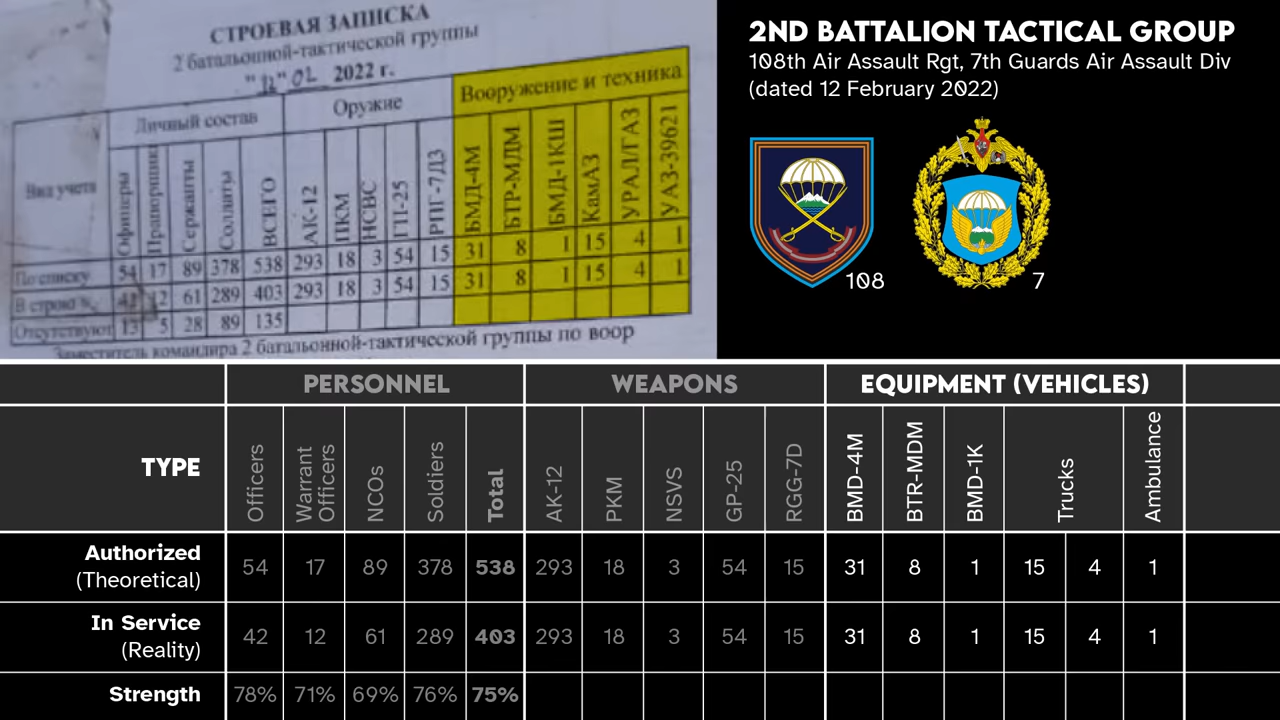 СТРОЕВАЯ ЗАПИСКА
2 батальонной-тактической группы
2022 г.
Вид учета
Личный состав
Оружие
Вооружение и техника
Офицеры Прапорщики Сержанты Солдаты ВСЕГО АК-12 ПКМ НСВС ГП-25 РПГ-7Д3 БМД-4М БТР-МДМ БМД-1КШ КамАЗ УРАЛ/ГАЗ УАЗ-39621
По списку 54 17 89 378 538 293 18 3 54 15 31 8 1 15 4 1
В строю 12 61 289 403 293 18 3 54 15 31 8 1 15 4 1
Отсутствуют 13 5 28 89 135
Заместитель командира 2 батальонной-тактической группы по воор
2ND BATTALION TACTICAL GROUP
108th Air Assault Rgt, 7th Guards Air Assault Div
(dated 12 February 2022)
108
7
PERSONNEL WEAPONS EQUIPMENT (VEHICLES)
TYPE Officers Warrant Officers NCOs Soldiers Total AK-12 PKM NSVS GP-25 RGG-7D BMD-4M BTR-MDM BMD-1K Trucks Ambulance
Authorized
(Theoretical)
54 17 89 378 538 293 18 3 54 15 31 8 1 15 4 1
In Service
(Reality)
42 12 61 289 403 293 18 3 54 15 31 8 1 15 4 1
Strength 78% 71% 69% 76% 75%